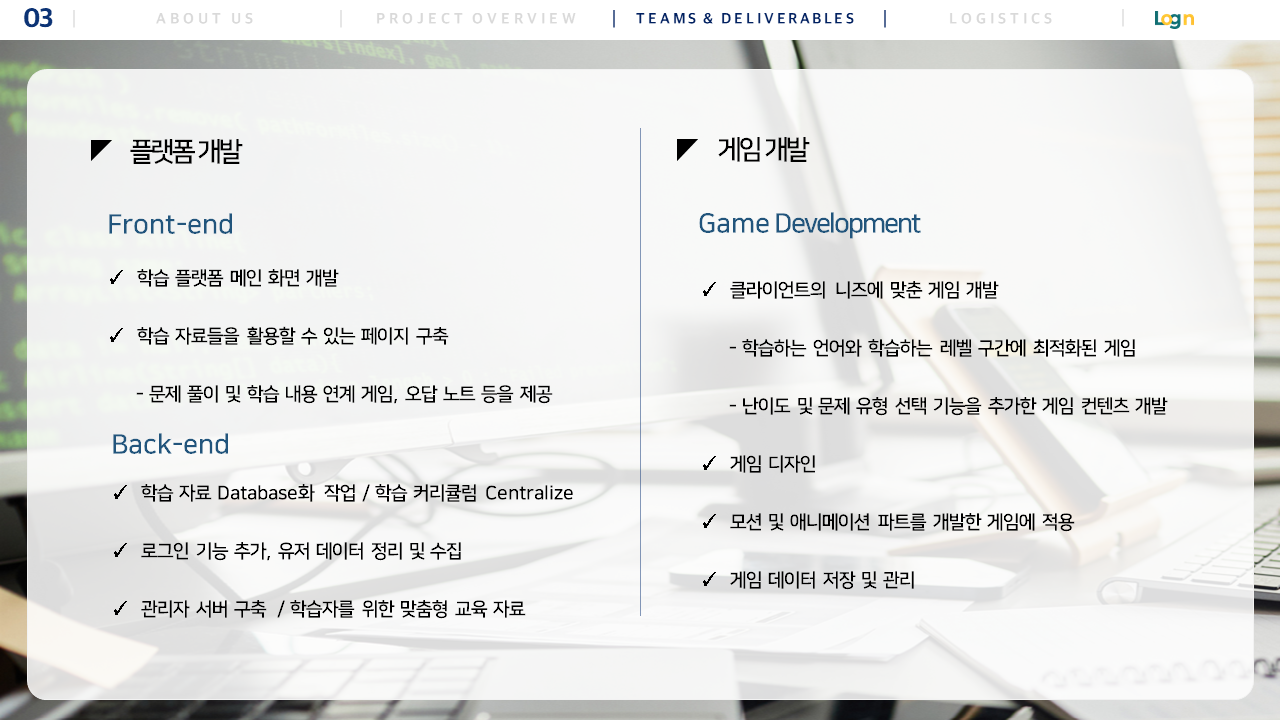 03
ABOUT US
PROJECT OVERVIEW
TEAMS & DELIVERABLES
LOGISTICS
Login
플랫폼 개발
Front-end
✓ 학습 플랫폼 메인 화면 개발
✓ 학습 자료들을 활용할 수 있는 페이지 구축
- 문제 풀이 및 학습 내용 연계 게임, 오답 노트 등을 제공
Back-end
✓ 학습 자료 Database화 작업 / 학습 커리큘럼 Centralize
✓ 로그인 기능 추가, 유저 데이터 정리 및 수집
✓ 관리자 서버 구축 / 학습자를 위한 맞춤형 교육 자료
게임 개발
Game Development
✓ 클라이언트의 니즈에 맞춘 게임 개발
- 학습하는 언어와 학습하는 레벨 구간에 최적화된 게임
- 난이도 및 문제 유형 선택 기능을 추가한 게임 컨텐츠 개발
✓ 게임 디자인
✓ 모션 및 애니메이션 파트를 개발한 게임에 적용
✓ 게임 데이터 저장 및 관리